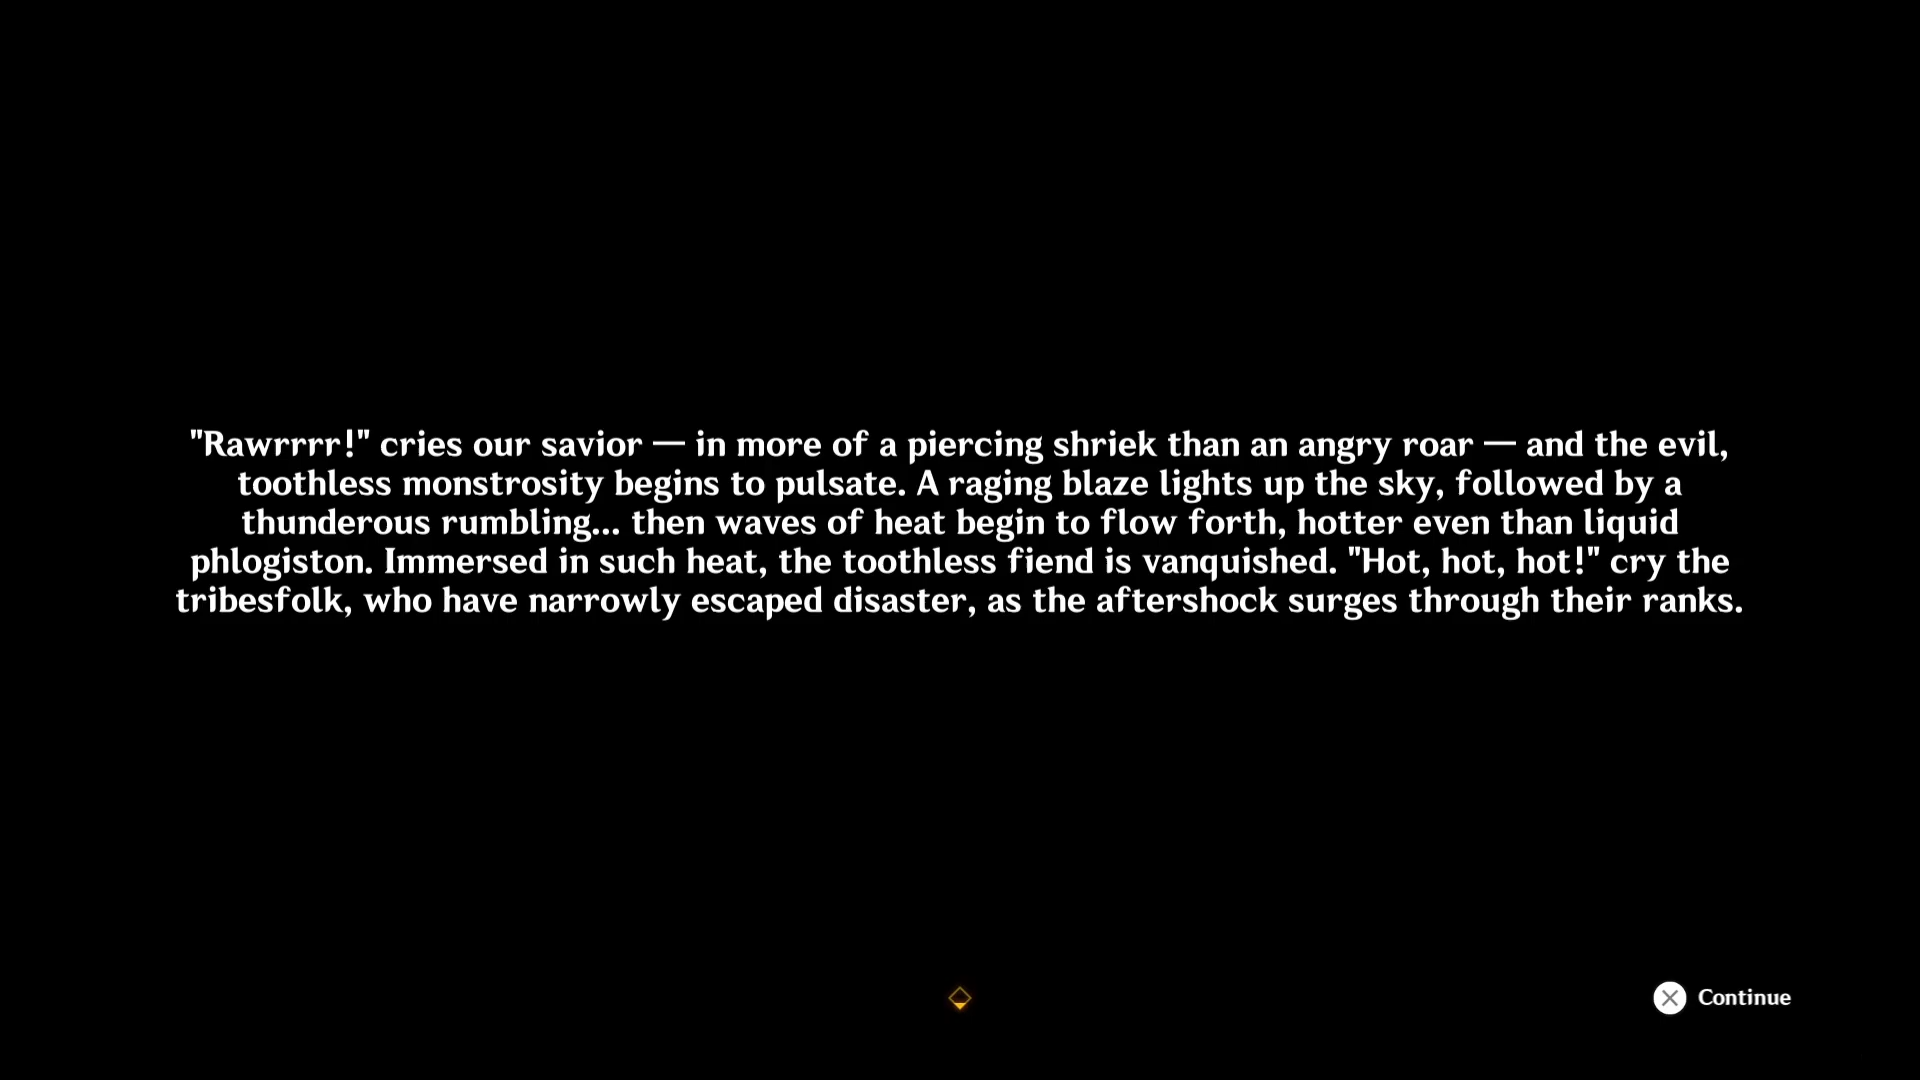 "Rawrrrr!" cries our savior — in more of a piercing shriek than an angry roar — and the evil,
toothless monstrosity begins to pulsate. A raging blaze lights up the sky, followed by a
thunderous rumbling... then waves of heat begin to flow forth, hotter even than liquid
phlogiston. Immersed in such heat, the toothless fiend is vanquished. "Hot, hot, hot!" cry the
tribesfolk, who have narrowly escaped disaster, as the aftershock surges through their ranks.
Continue